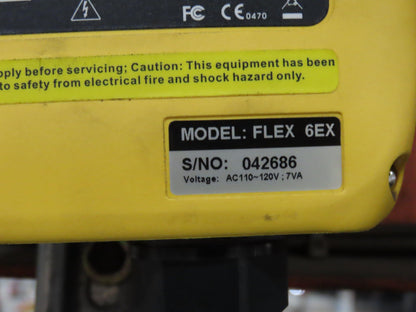 FC CE 0470
pply before servicing; Caution: This equipment has been
to safety from electrical fire and shock hazard only.
MODEL: FLEX 6EX
S/NO: 042686
Voltage: AC110~120V ; 7VA